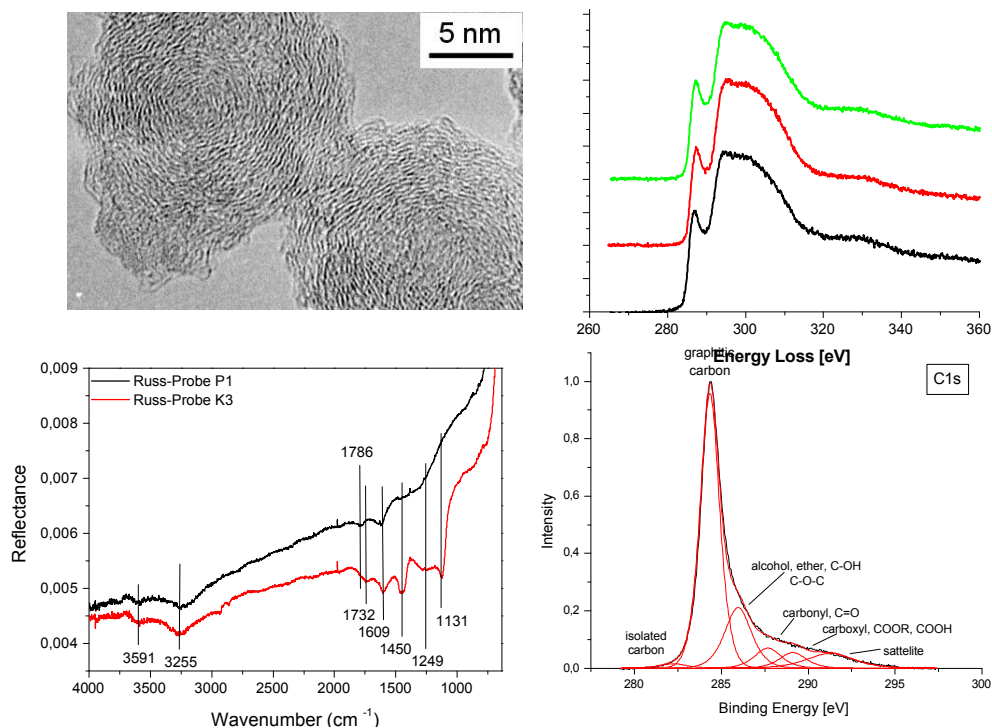 5 nm
260
280
300
320
340
360
Energy Loss [eV]
0,009
0,008
0,007
0,006
0,005
0,004
Reflectance
Russ-Probe P1
Russ-Probe K3
1786
3591
3255
1732
1609
1450
1249
1131
4000
3500
3000
2500
2000
1500
1000
Wavenumber (cm -1)
graphitic
carbon
C1s
1,0
0,8
0,6
0,4
0,2
0,0
Intensity
alcohol, ether, C-OH
C-O-C
carbonyl, C=O
carboxyl, COOR, COOH
isolated
carbon
sattelite
280
285
290
295
300
Binding Energy [eV]